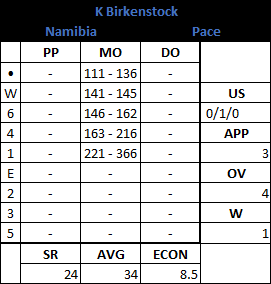 K Birkenstock
Namibia Pace
PP MO DO
• - 111 - 136 -
W - 141 - 145 - US
6 - 146 - 162 - 0/1/0
4 - 163 - 216 - APP
1 - 221 - 366 - 3
E - - - OV
2 - - - 4
3 - - - W
5 - - - 1
SR AVG ECON
24 34 8.5